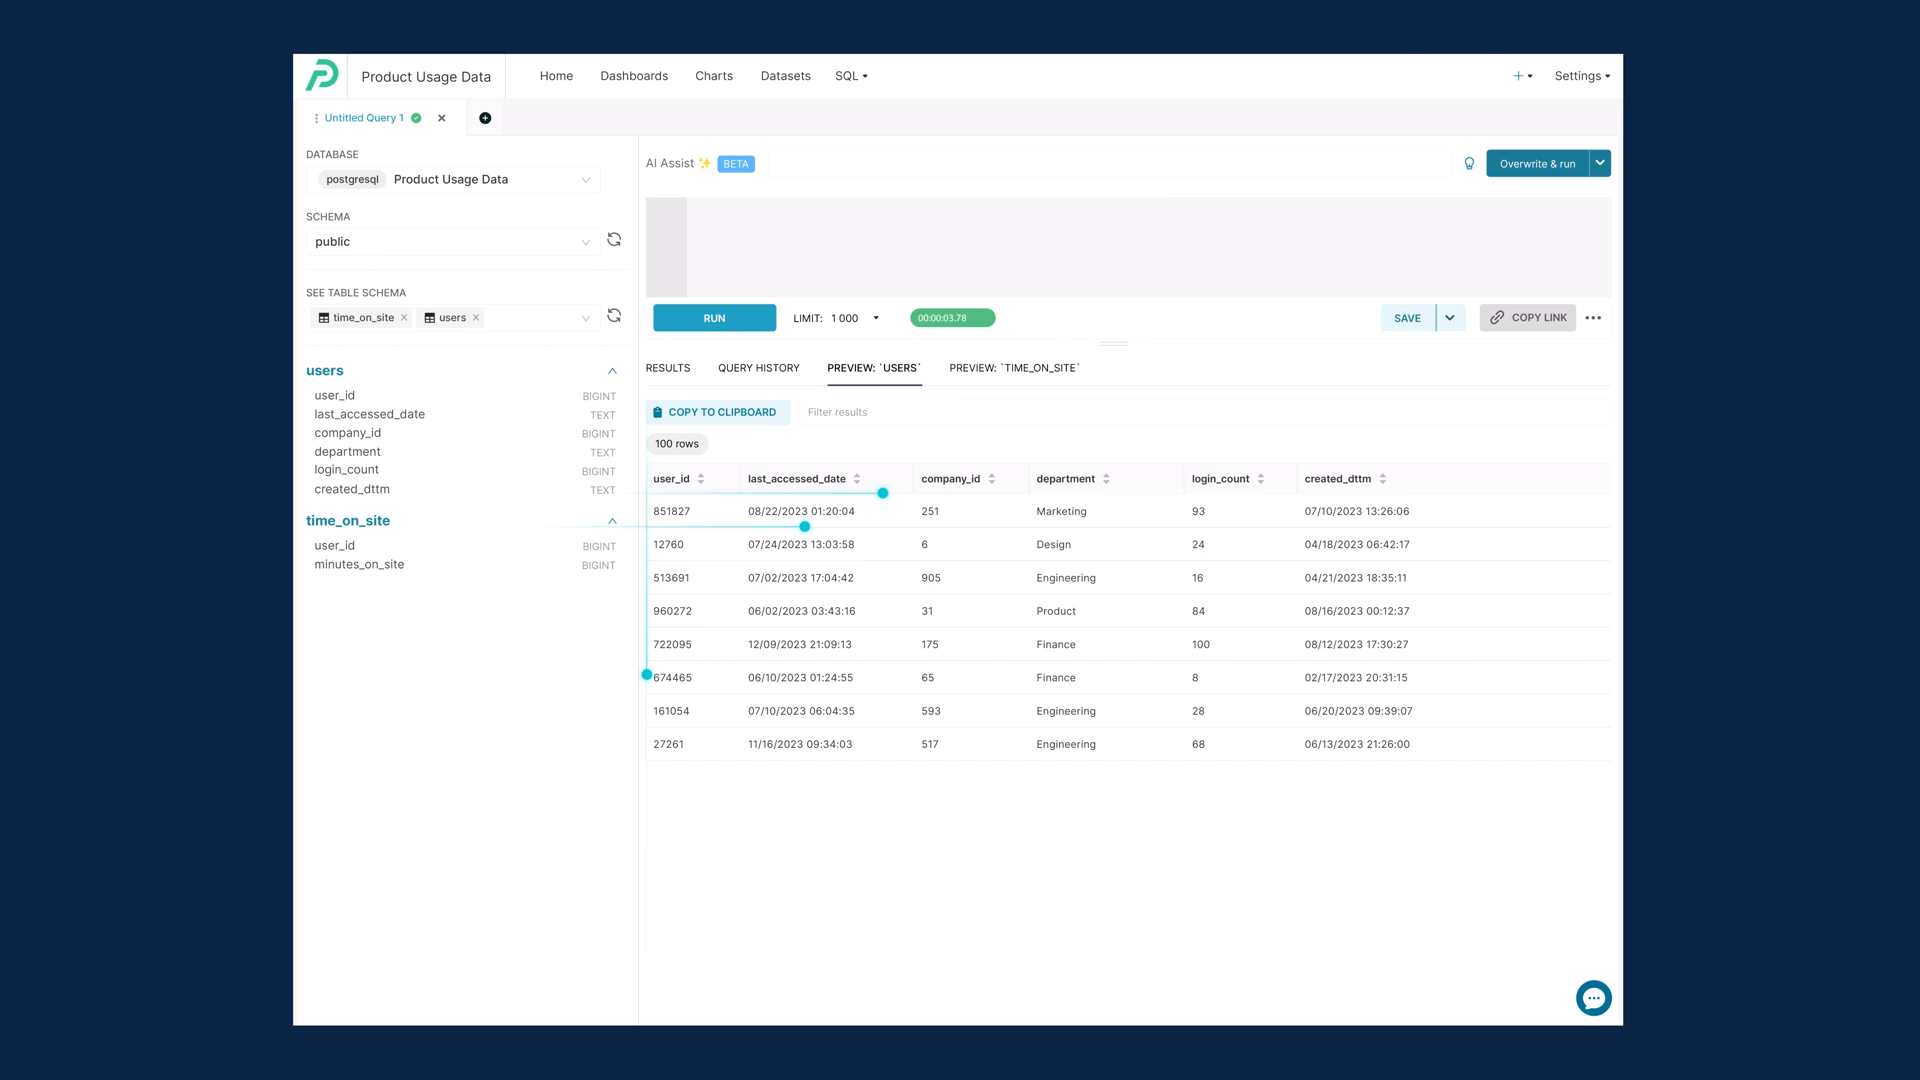 Product Usage Data Home Dashboards Charts Datasets SQL + Settings
Untitled Query 1
DATABASE
postgresql Product Usage Data
SCHEMA
public
SEE TABLE SCHEMA
time_on_site users
users
user_id BIGINT
last_accessed_date TEXT
company_id BIGINT
department TEXT
login_count BIGINT
created_dttm TEXT
time_on_site
user_id BIGINT
minutes_on_site BIGINT
AI Assist ✨ BETA Overwrite & run
RUN LIMIT: 1 000 00:00:03.78 SAVE COPY LINK
RESULTS QUERY HISTORY PREVIEW: `USERS` PREVIEW: `TIME_ON_SITE`
COPY TO CLIPBOARD Filter results
100 rows
user_id last_accessed_date company_id department login_count created_dttm
851827 08/22/2023 01:20:04 251 Marketing 93 07/10/2023 13:26:06
12760 07/24/2023 13:03:58 6 Design 24 04/18/2023 06:42:17
513691 07/02/2023 17:04:42 905 Engineering 16 04/21/2023 18:35:11
960272 06/02/2023 03:43:16 31 Product 84 08/16/2023 00:12:37
722095 12/09/2023 21:09:13 175 Finance 100 08/12/2023 17:30:27
674465 06/10/2023 01:24:55 65 Finance 8 02/17/2023 20:31:15
161054 07/10/2023 06:04:35 593 Engineering 28 06/20/2023 09:39:07
27261 11/16/2023 09:34:03 517 Engineering 68 06/13/2023 21:26:00